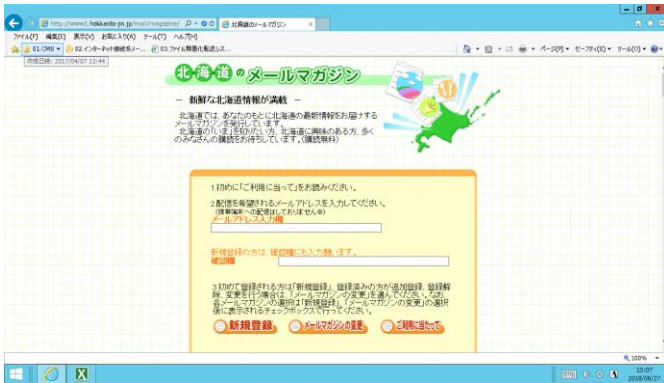 http://www1.hokkaido-jin.jp/mail/magazine/
北海道のメールマガジン
ファイル(F) 編集(E) 表示(V) お気に入り(A) ツール(T) ヘルプ(H)
01.CMS
02.インターネット接続系メー...
03.ファイル無害化転送シス...
ページ(P) セーフティ(S) ツール(O)
作成日時: 2017/04/07 13:44
北・海・道のメールマガジン
－ 新鮮な北海道情報が満載 －
北海道では、あなたのもとに北海道の最新情報をお届けする
メールマガジンを発行しています。
北海道の「いま」を知りたい方、北海道に興味のある方、多く
のみなさんの購読をお待ちしています。(購読無料)
1.初めに「ご利用に当って」をお読みください。
2.配信を希望されるメールアドレスを入力してください。
(携帯端末への配信はしておりません※)
メールアドレス入力欄
新規登録の方は、確認欄にも入力願います。
確認欄
3.初めて登録される方は「新規登録」、登録済みの方が追加登録、登録解
除、変更を行う場合は、「メールマガジンの変更」を選んでください。なお、
各メールマガジンの選択は「新規登録」、「メールマガジンの変更」の選択
後に表示されるチェックボックスで行ってください。
新規登録 メールマガジンの変更 ご利用に当たって
100%
10:07
2018/06/27